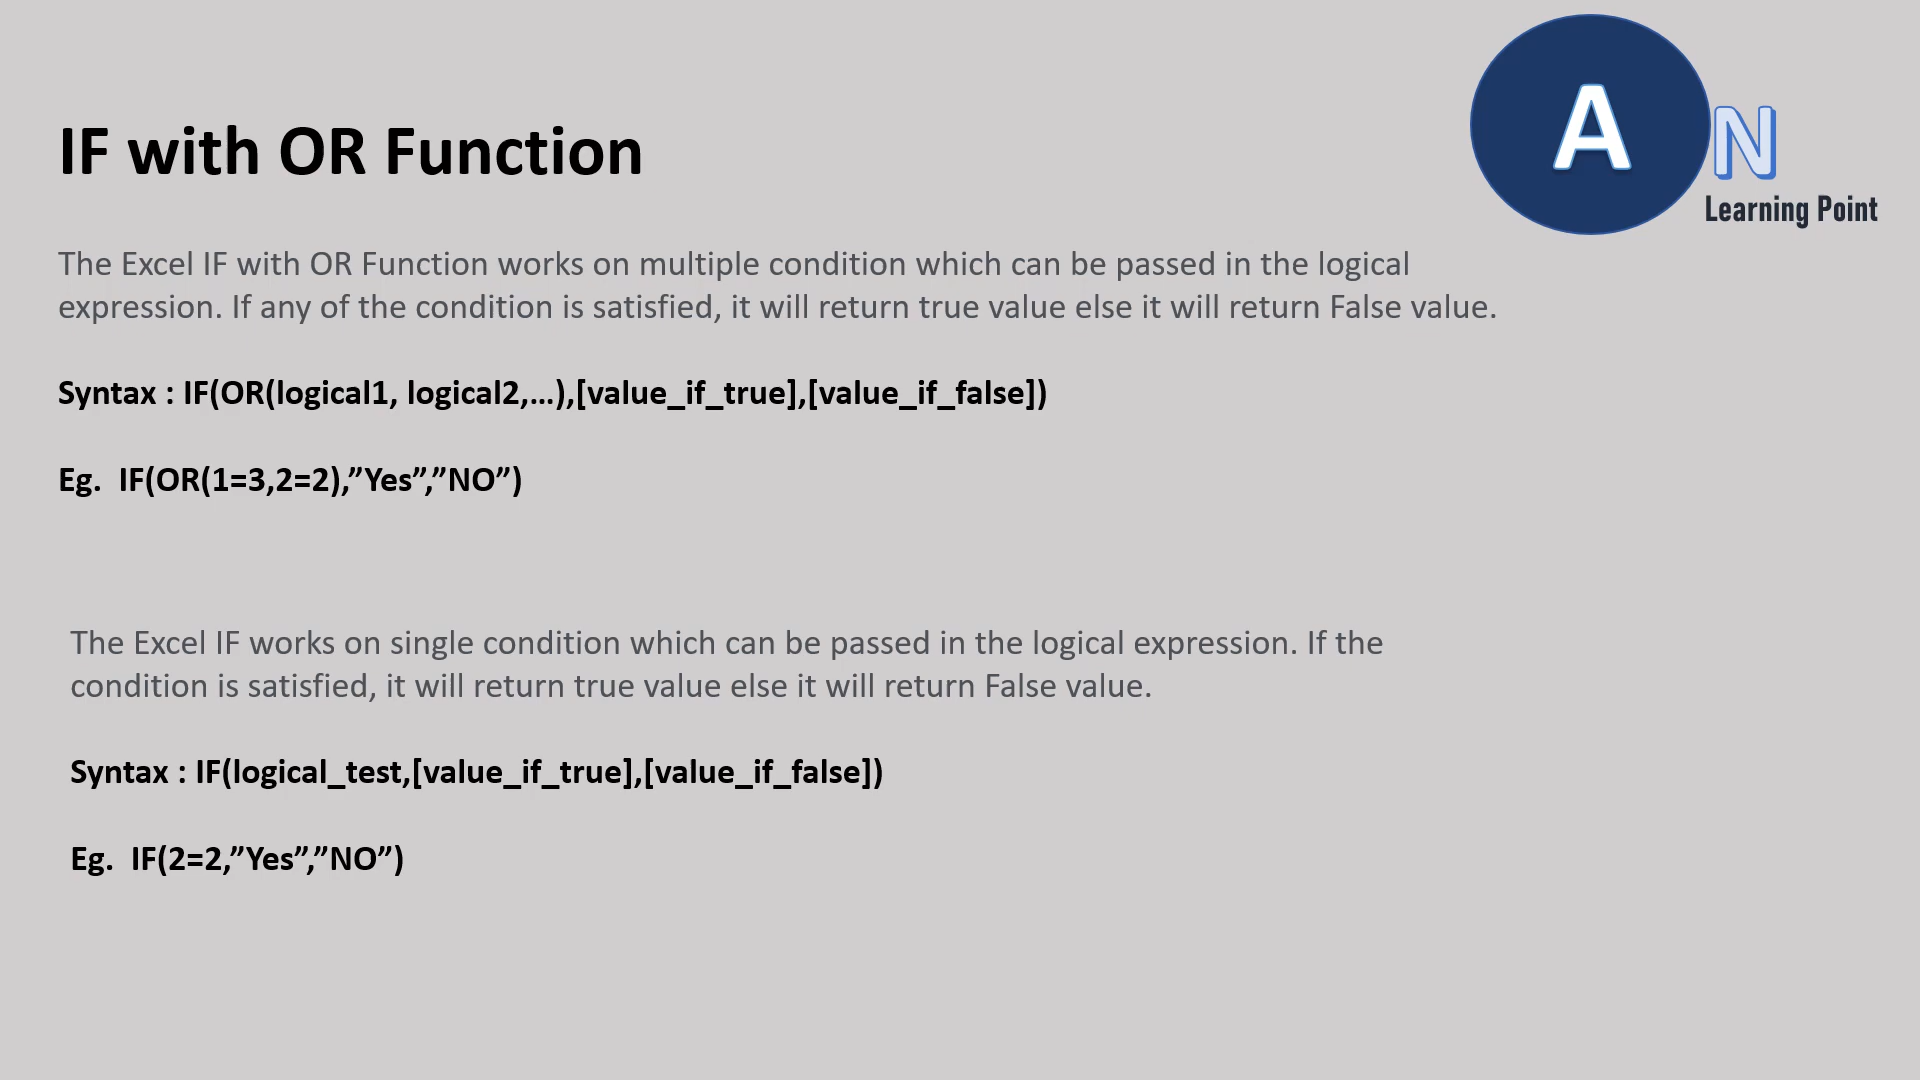 A
N
Learning Point
IF with OR Function
The Excel IF with OR Function works on multiple condition which can be passed in the logical
expression. If any of the condition is satisfied, it will return true value else it will return False value.
Syntax : IF(OR(logical1, logical2,...),[value_if_true],[value_if_false])
Eg.  IF(OR(1=3,2=2),”Yes”,”NO”)
The Excel IF works on single condition which can be passed in the logical expression. If the
condition is satisfied, it will return true value else it will return False value.
Syntax : IF(logical_test,[value_if_true],[value_if_false])
Eg.  IF(2=2,”Yes”,”NO”)